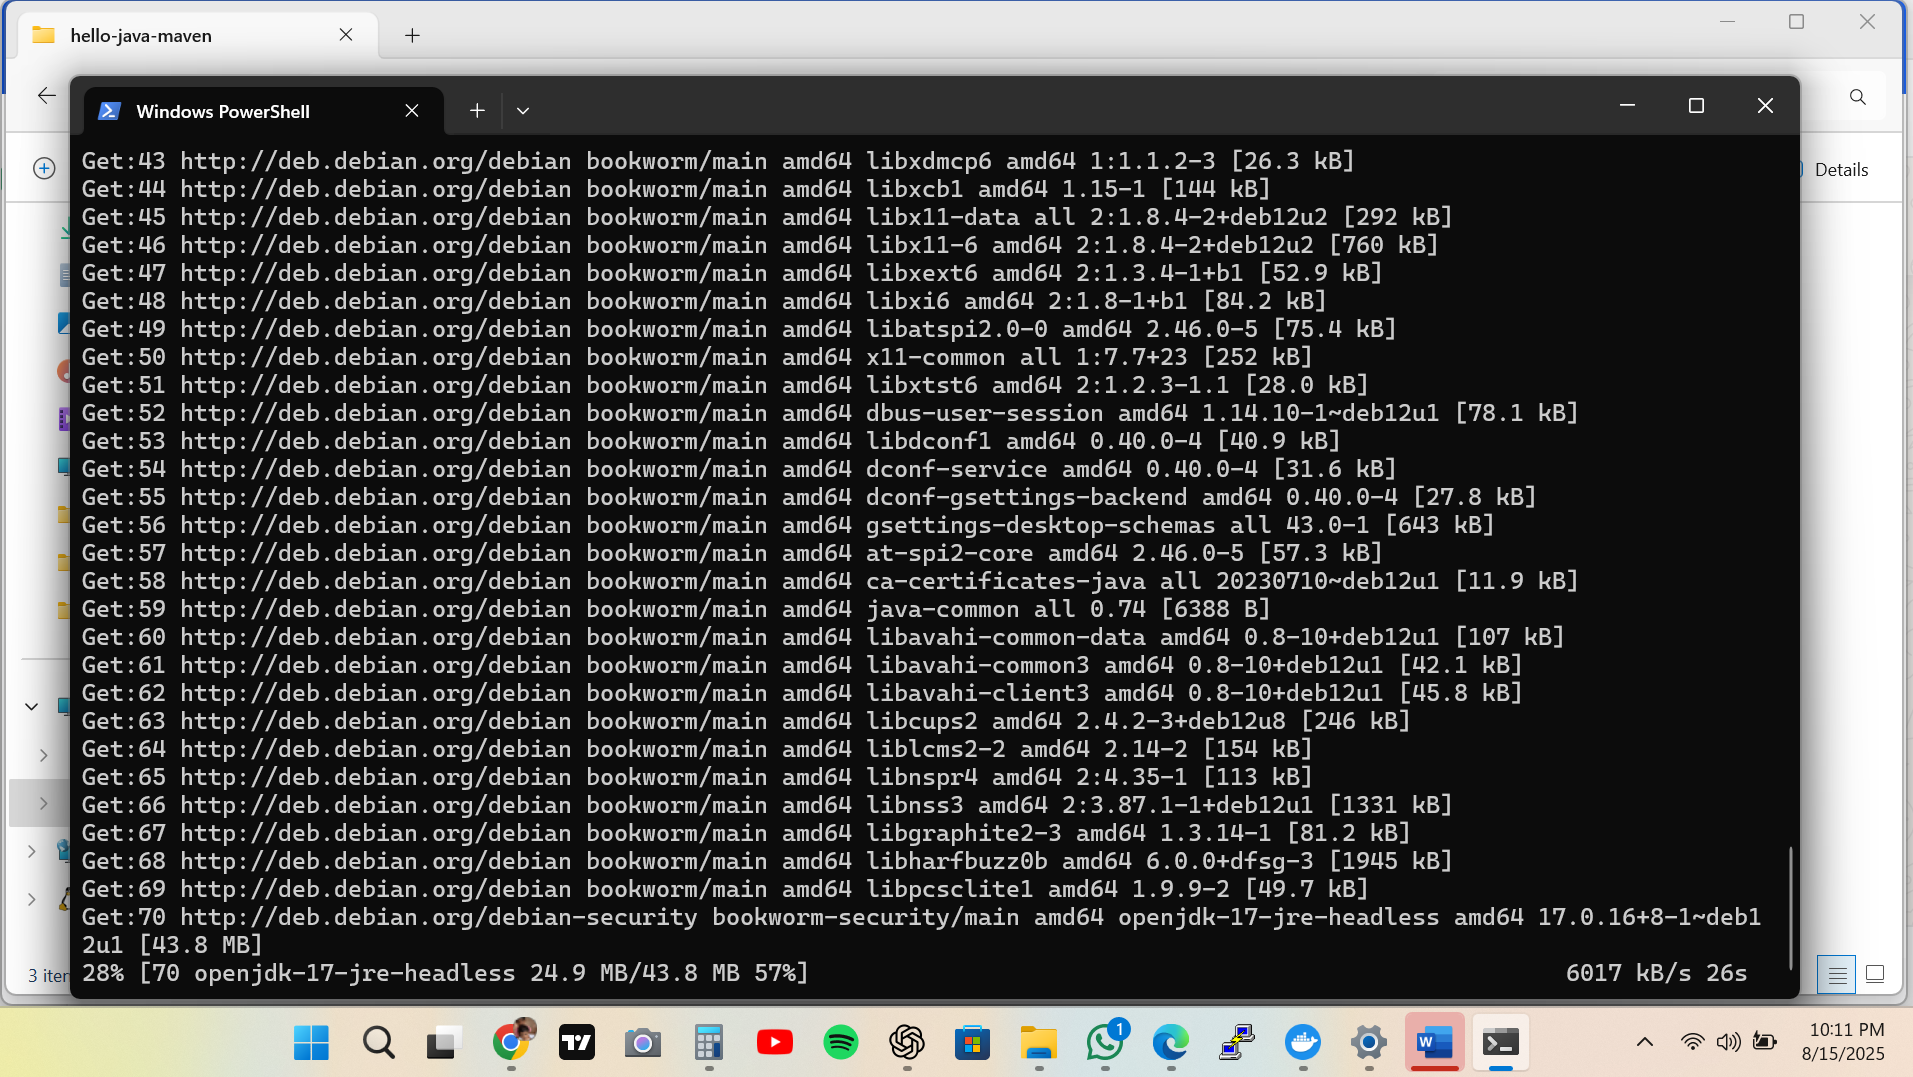 hello-java-maven
Windows PowerShell
Details
Get:43 http://deb.debian.org/debian bookworm/main amd64 libxdmcp6 amd64 1:1.1.2-3 [26.3 kB]
Get:44 http://deb.debian.org/debian bookworm/main amd64 libxcb1 amd64 1.15-1 [144 kB]
Get:45 http://deb.debian.org/debian bookworm/main amd64 libx11-data all 2:1.8.4-2+deb12u2 [292 kB]
Get:46 http://deb.debian.org/debian bookworm/main amd64 libx11-6 amd64 2:1.8.4-2+deb12u2 [760 kB]
Get:47 http://deb.debian.org/debian bookworm/main amd64 libxext6 amd64 2:1.3.4-1+b1 [52.9 kB]
Get:48 http://deb.debian.org/debian bookworm/main amd64 libxi6 amd64 2:1.8-1+b1 [84.2 kB]
Get:49 http://deb.debian.org/debian bookworm/main amd64 libatspi2.0-0 amd64 2.46.0-5 [75.4 kB]
Get:50 http://deb.debian.org/debian bookworm/main amd64 x11-common all 1:7.7+23 [252 kB]
Get:51 http://deb.debian.org/debian bookworm/main amd64 libxtst6 amd64 2:1.2.3-1.1 [28.0 kB]
Get:52 http://deb.debian.org/debian bookworm/main amd64 dbus-user-session amd64 1.14.10-1~deb12u1 [78.1 kB]
Get:53 http://deb.debian.org/debian bookworm/main amd64 libdconf1 amd64 0.40.0-4 [40.9 kB]
Get:54 http://deb.debian.org/debian bookworm/main amd64 dconf-service amd64 0.40.0-4 [31.6 kB]
Get:55 http://deb.debian.org/debian bookworm/main amd64 dconf-gsettings-backend amd64 0.40.0-4 [27.8 kB]
Get:56 http://deb.debian.org/debian bookworm/main amd64 gsettings-desktop-schemas all 43.0-1 [643 kB]
Get:57 http://deb.debian.org/debian bookworm/main amd64 at-spi2-core amd64 2.46.0-5 [57.3 kB]
Get:58 http://deb.debian.org/debian bookworm/main amd64 ca-certificates-java all 20230710~deb12u1 [11.9 kB]
Get:59 http://deb.debian.org/debian bookworm/main amd64 java-common all 0.74 [6388 B]
Get:60 http://deb.debian.org/debian bookworm/main amd64 libavahi-common-data amd64 0.8-10+deb12u1 [107 kB]
Get:61 http://deb.debian.org/debian bookworm/main amd64 libavahi-common3 amd64 0.8-10+deb12u1 [42.1 kB]
Get:62 http://deb.debian.org/debian bookworm/main amd64 libavahi-client3 amd64 0.8-10+deb12u1 [45.8 kB]
Get:63 http://deb.debian.org/debian bookworm/main amd64 libcups2 amd64 2.4.2-3+deb12u8 [246 kB]
Get:64 http://deb.debian.org/debian bookworm/main amd64 liblcms2-2 amd64 2.14-2 [154 kB]
Get:65 http://deb.debian.org/debian bookworm/main amd64 libnspr4 amd64 2:4.35-1 [113 kB]
Get:66 http://deb.debian.org/debian bookworm/main amd64 libnss3 amd64 2:3.87.1-1+deb12u1 [1331 kB]
Get:67 http://deb.debian.org/debian bookworm/main amd64 libgraphite2-3 amd64 1.3.14-1 [81.2 kB]
Get:68 http://deb.debian.org/debian bookworm/main amd64 libharfbuzz0b amd64 6.0.0+dfsg-3 [1945 kB]
Get:69 http://deb.debian.org/debian bookworm/main amd64 libpcsclite1 amd64 1.9.9-2 [49.7 kB]
Get:70 http://deb.debian.org/debian-security bookworm-security/main amd64 openjdk-17-jre-headless amd64 17.0.16+8-1~deb1
2u1 [43.8 MB]
28% [70 openjdk-17-jre-headless 24.9 MB/43.8 MB 57%] 6017 kB/s 26s
3
1
W
10:11 PM
8/15/2025